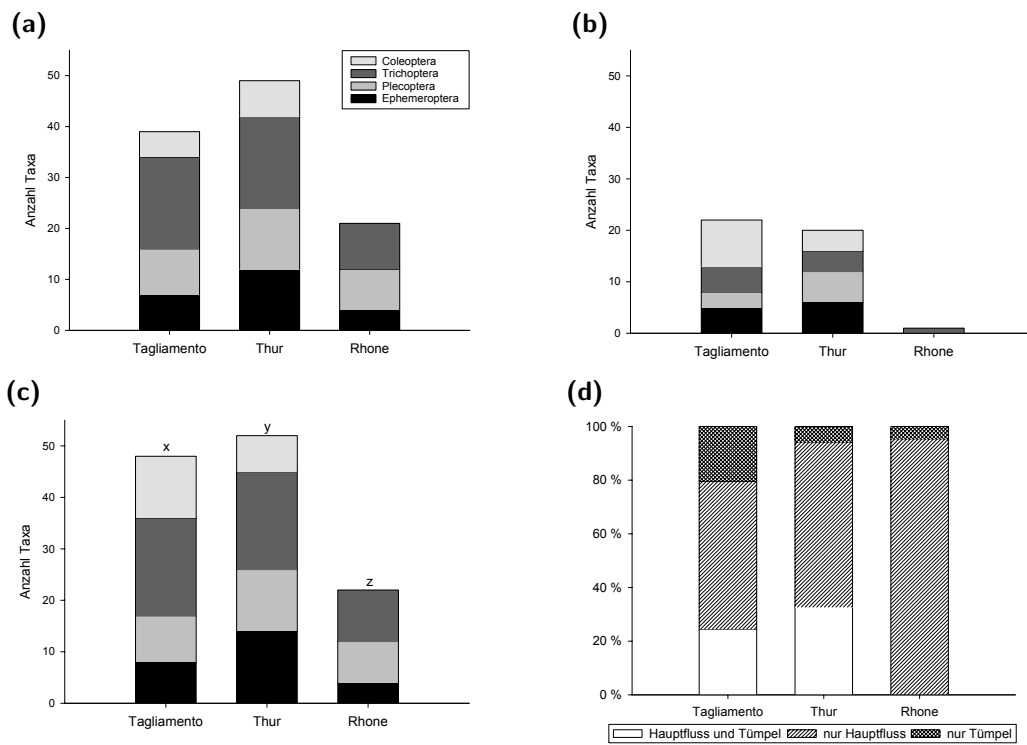 (a)
Anzahl Taxa
50
40
30
20
10
0
Coleoptera
Trichoptera
Plecoptera
Ephemeroptera
Tagliamento Thur Rhone
(b)
Anzahl Taxa
50
40
30
20
10
0
Tagliamento Thur Rhone
(c)
Anzahl Taxa
50
40
30
20
10
0
x y z
Tagliamento Thur Rhone
(d)
100 %
80 %
60 %
40 %
20 %
0 %
Tagliamento Thur Rhone
Hauptfluss und Tümpel nur Hauptfluss nur Tümpel